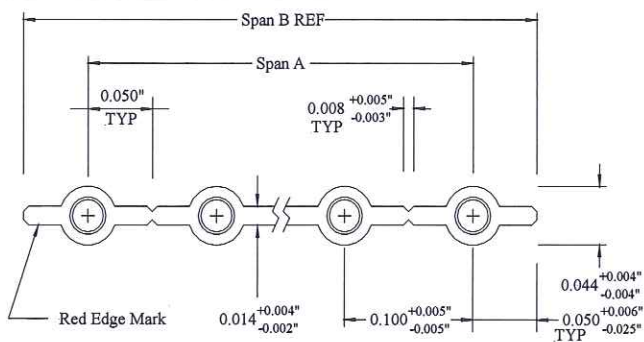 Span B REF
Span A
0.050"
TYP
0.008 +0.005"
-0.003"
TYP
0.044 +0.004"
-0.004"
Red Edge Mark
0.014 +0.004"
-0.002"
0.100 +0.005"
-0.005"
0.050 +0.006"
-0.025"
TYP